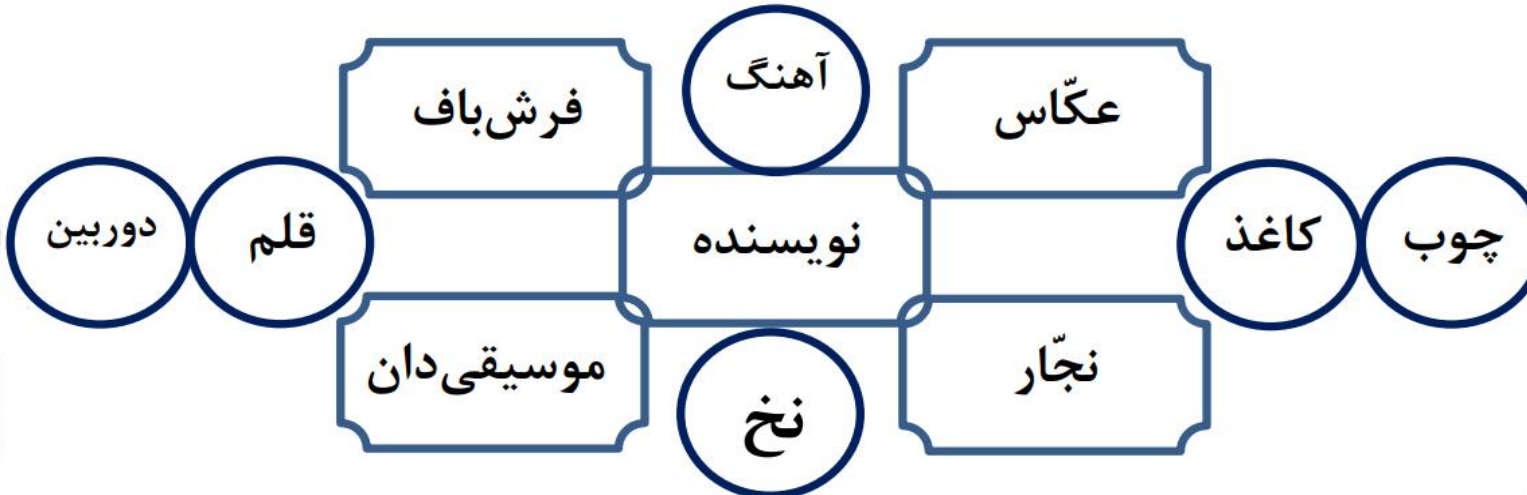 آهنگ
عکّاس
فرش‌باف
چوب
کاغذ
نویسنده
قلم
دوربین
نجّار
نخ
موسیقی‌دان